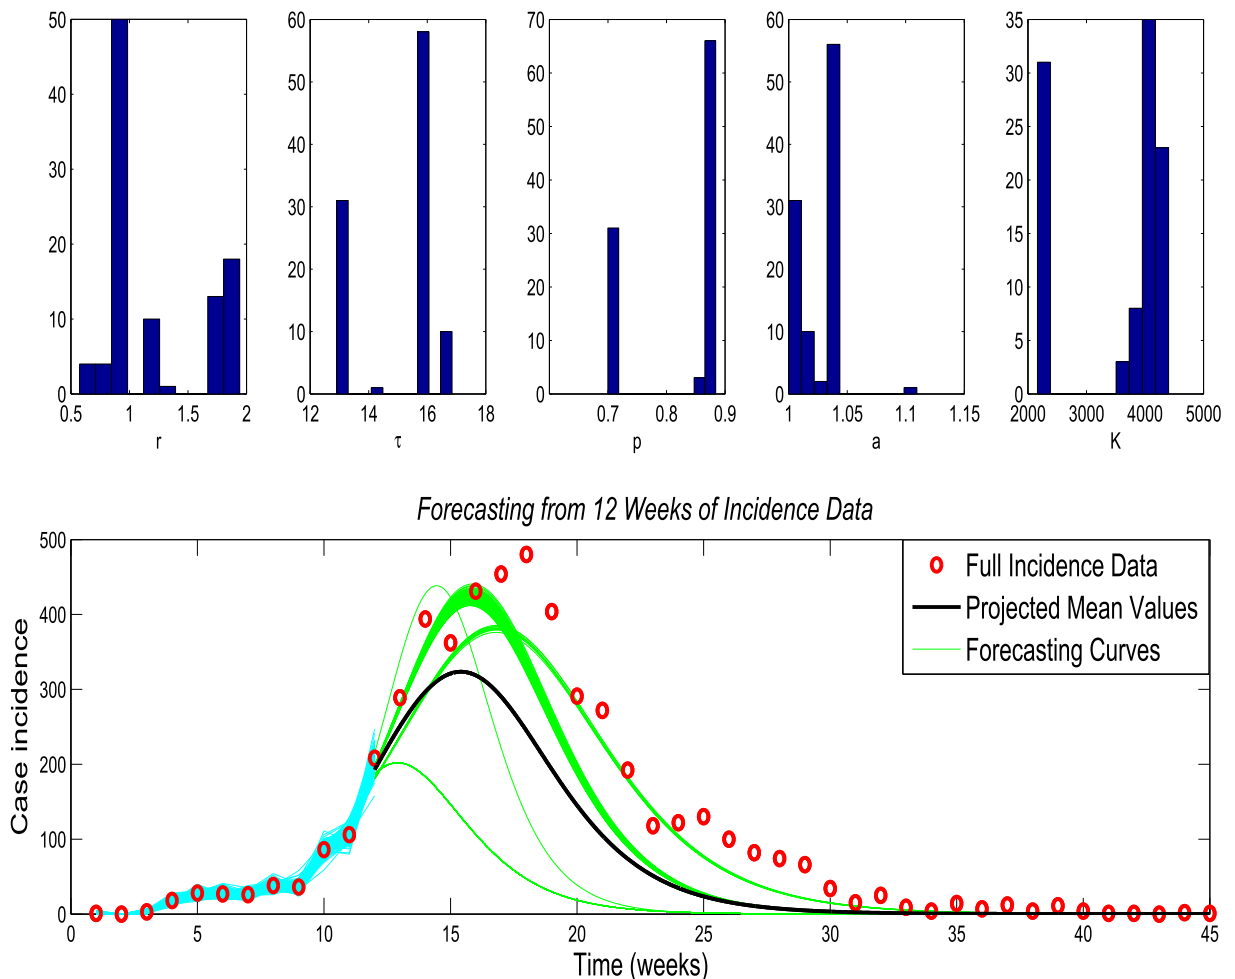 50
40
30
20
10
0
0.5 1 1.5 2
r
60
50
40
30
20
10
0
12 14 16 18
τ
70
60
50
40
30
20
10
0
0.7 0.8 0.9
p
60
50
40
30
20
10
0
1 1.05 1.1 1.15
a
35
30
25
20
15
10
5
0
2000 3000 4000 5000
K
Forecasting from 12 Weeks of Incidence Data
Case incidence
500
400
300
200
100
0
0 5 10 15 20 25 30 35 40 45
Time (weeks)
Full Incidence Data
Projected Mean Values
Forecasting Curves